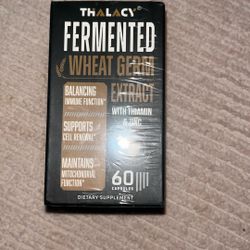 THALACY
FERMENTED
WHEAT GERM
EXTRACT
WITH THIAMIN
& ZINC
BALANCING
IMMUNE FUNCTION*
SUPPORTS
CELL RENEWAL*
MAINTAINS
MITOCHONDRIAL
FUNCTION*
60
CAPSULES
DIETARY SUPPLEMENT